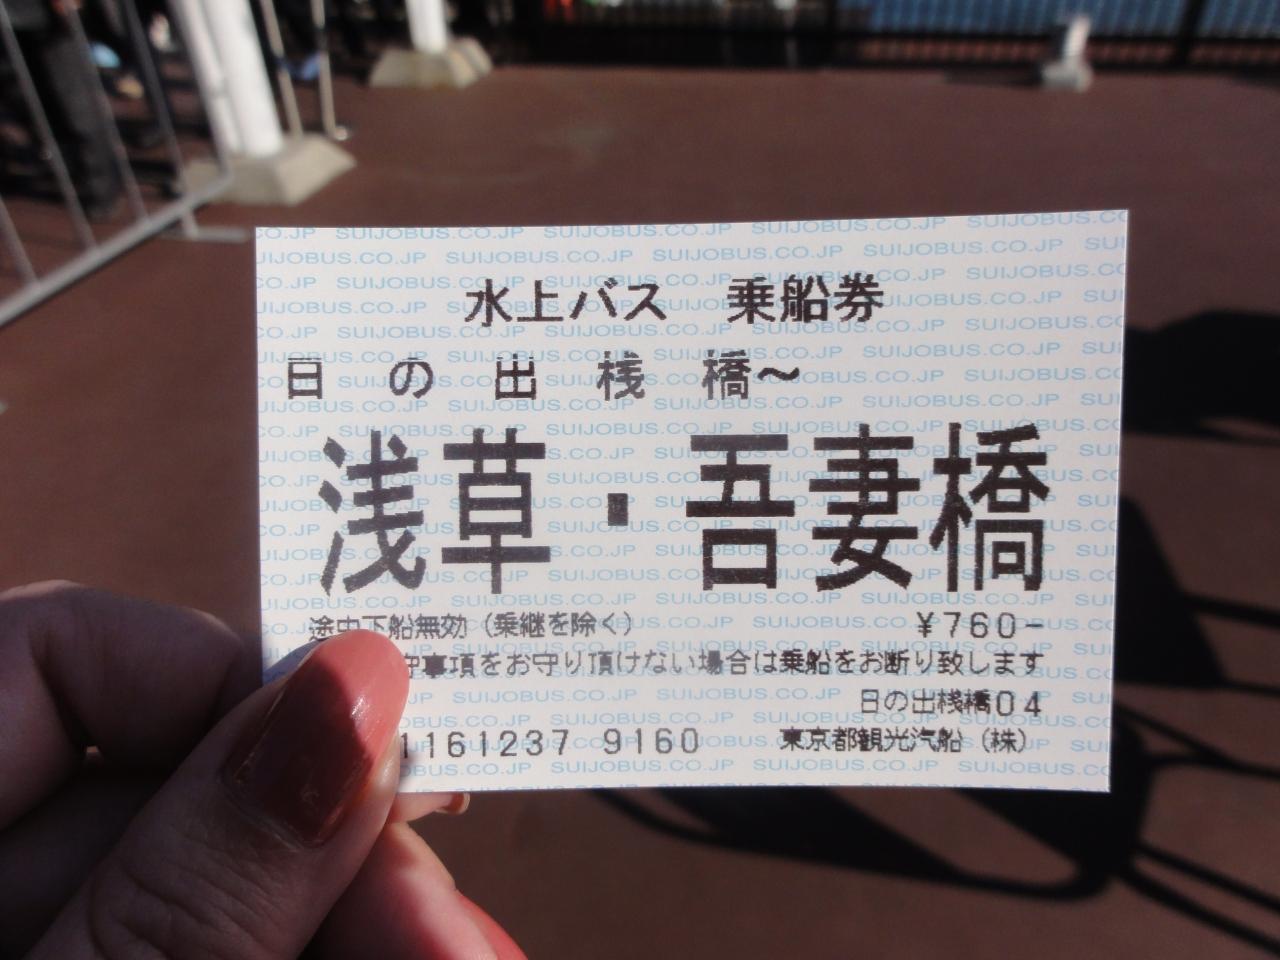 水上バス 乗船券
日の出桟橋〜
浅草・吾妻橋
途中下船無効（乗継を除く）
¥760-
守事項をお守り頂けない場合は乗船をお断り致します
日の出桟橋04
1161237 9160
東京都観光汽船（株）
SUIJOBUS.CO.JP